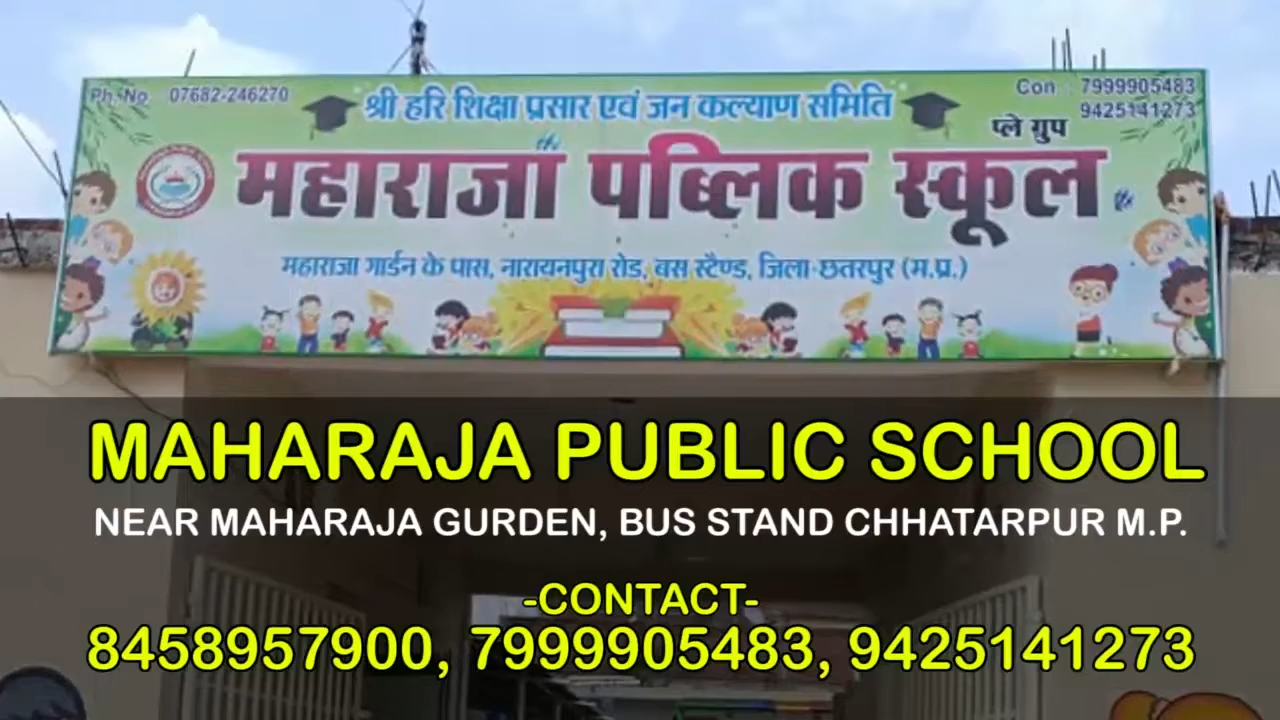 Ph. No. 07682-246270
Con : 7999905483
9425141273
श्री हरि शिक्षा प्रसार एवं जन कल्याण समिति
प्ले ग्रुप
महाराजा पब्लिक स्कूल
महाराजा गार्डन के पास, नारायनपुरा रोड, बस स्टैण्ड, जिला-छतरपुर (म.प्र.)
MAHARAJA PUBLIC SCHOOL
NEAR MAHARAJA GURDEN, BUS STAND CHHATARPUR M.P.
-CONTACT-
8458957900, 7999905483, 9425141273